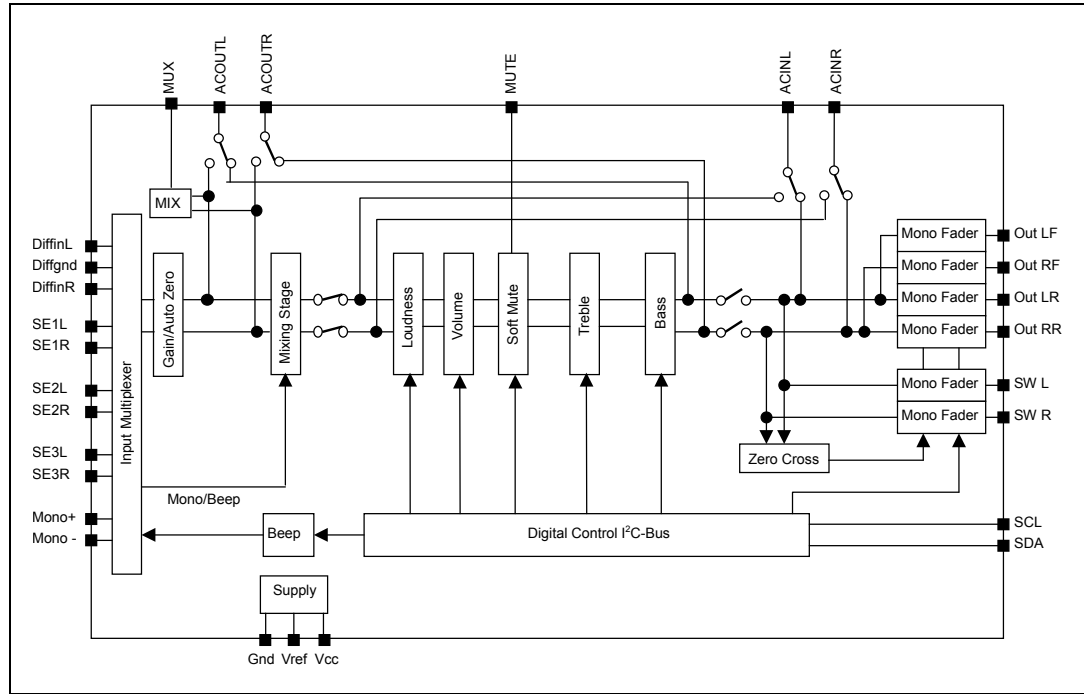 MUX
ACOUTL
ACOUTR
MUTE
ACINL
ACINR
MIX
DiffinL
Diffgnd
DiffinR
SE1L
SE1R
SE2L
SE2R
SE3L
SE3R
Mono+
Mono -
Input Multiplexer
Gain/Auto Zero
Mixing Stage
Loudness
Volume
Soft Mute
Treble
Bass
Mono Fader
Mono Fader
Mono Fader
Mono Fader
Mono Fader
Mono Fader
Out LF
Out RF
Out LR
Out RR
SW L
SW R
Zero Cross
Mono/Beep
Beep
Digital Control I²C-Bus
SCL
SDA
Supply
Gnd
Vref
Vcc